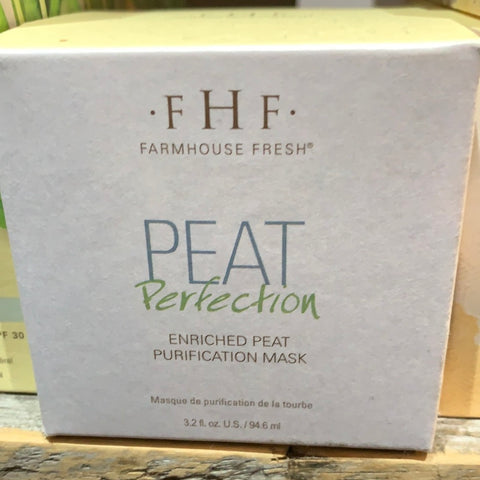 ·FHF·
FARMHOUSE FRESH®
PEAT
Perfection
ENRICHED PEAT
PURIFICATION MASK
Masque de purification de la tourbe
3.2 fl. oz. U.S. / 94.6 ml
30